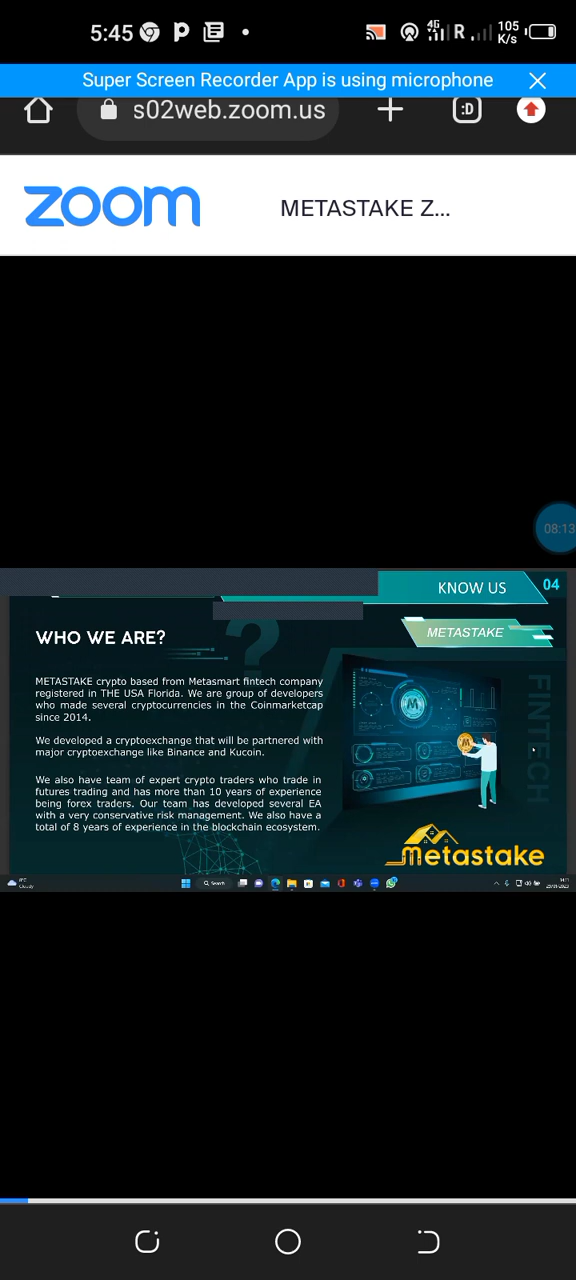 5:45
4G
R
105
K/s
Super Screen Recorder App is using microphone
s02web.zoom.us
:D
zoom
METASTAKE Z...
08:13
KNOW US
04
WHO WE ARE?
?
METASTAKE
METASTAKE crypto based from Metasmart fintech company
registered in THE USA Florida. We are group of developers
who made several cryptocurrencies in the Coinmarketcap
since 2014.
We developed a cryptoexchange that will be partnered with
major cryptoexchange like Binance and Kucoin.
We also have team of expert crypto traders who trade in
futures trading and has more than 10 years of experience
being forex traders. Our team has developed several EA
with a very conservative risk management. We also have a
total of 8 years of experience in the blockchain ecosystem.
FINTECH
metastake
Cloudy
Search